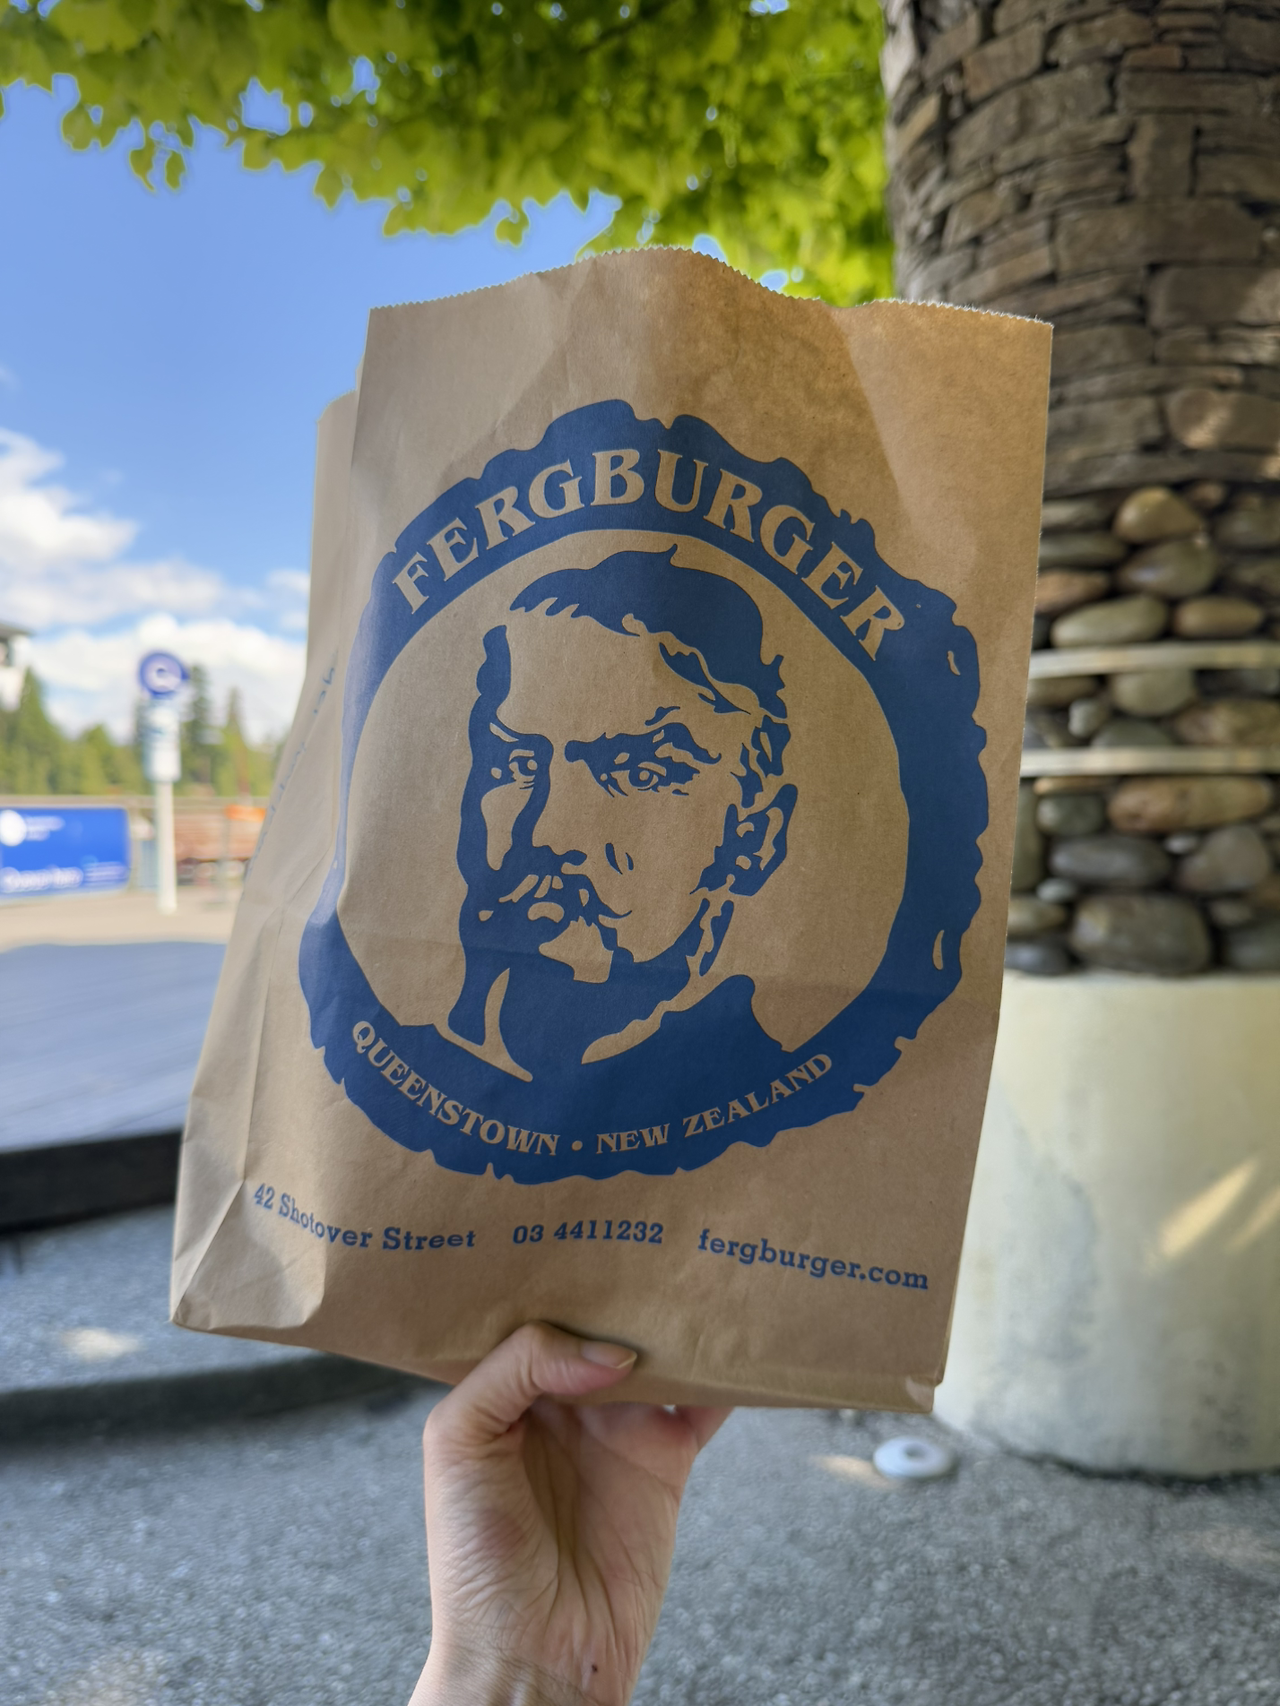 FERGBURGER
QUEENSTOWN • NEW ZEALAND
42 Shotover Street 03 4411232 fergburger.com